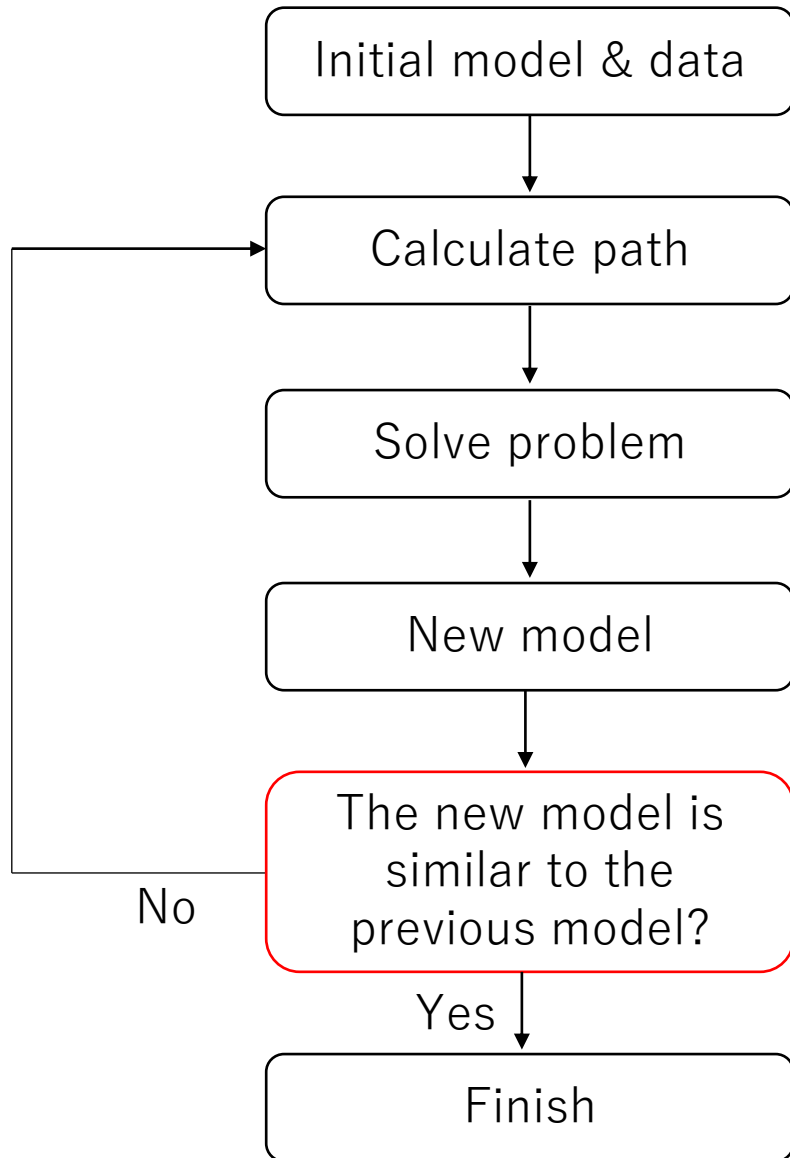 Initial model & data
Calculate path
Solve problem
New model
The new model is
similar to the
previous model?
No
Yes
Finish